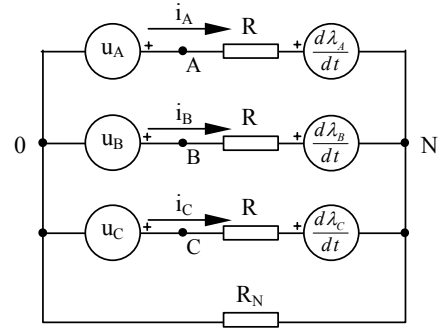 i_A R
u_A + A + dλ_A/dt
i_B R
0 u_B + B + dλ_B/dt N
i_C R
u_C + C + dλ_C/dt
R_N